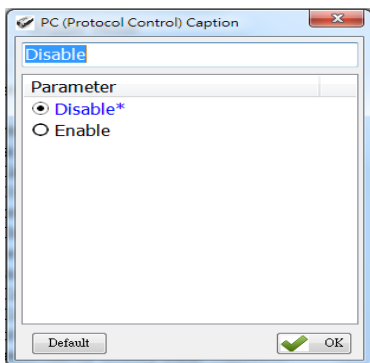 PC (Protocol Control) Caption
Disable
Parameter
Disable*
Enable
Default
OK